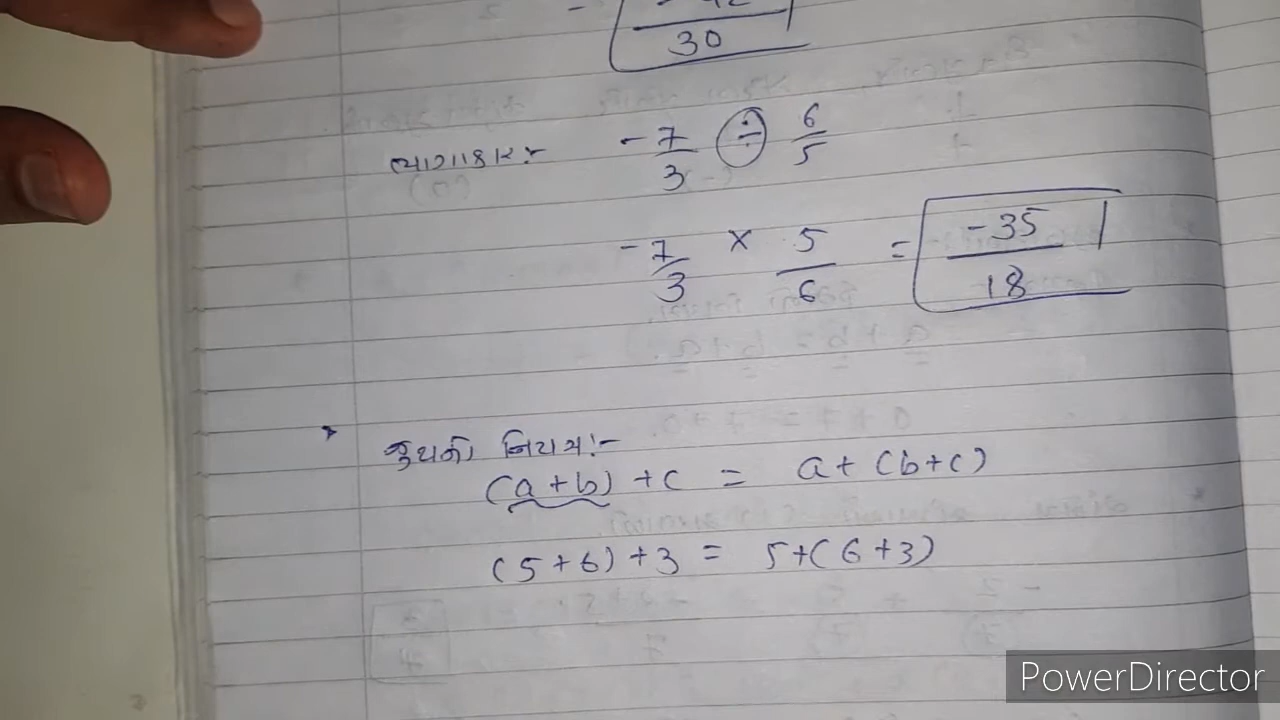 30
ભાગાકાર:- -7/3 ÷ 6/5
-7/3 × 5/6 = -35/18
જુથનો નિયમ:-
(a+b)+c = a+(b+c)
(5+6)+3 = 5+(6+3)
PowerDirector